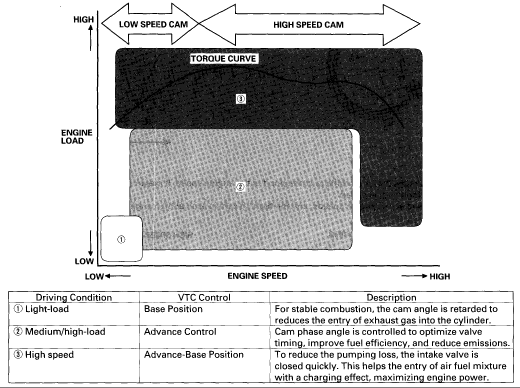 HIGH
LOW SPEED CAM
HIGH SPEED CAM
TORQUE CURVE
③
ENGINE
LOAD
②
①
LOW
LOW
ENGINE SPEED
HIGH
Driving Condition VTC Control Description
① Light-load Base Position For stable combustion, the cam angle is retarded to
reduces the entry of exhaust gas into the cylinder.
② Medium/high-load Advance Control Cam phase angle is controlled to optimize valve
timing, improve fuel efficiency, and reduce emissions.
③ High speed Advance-Base Position To reduce the pumping loss, the intake valve is
closed quickly. This helps the entry of air fuel mixture
with a charging effect, maximizing engine power.